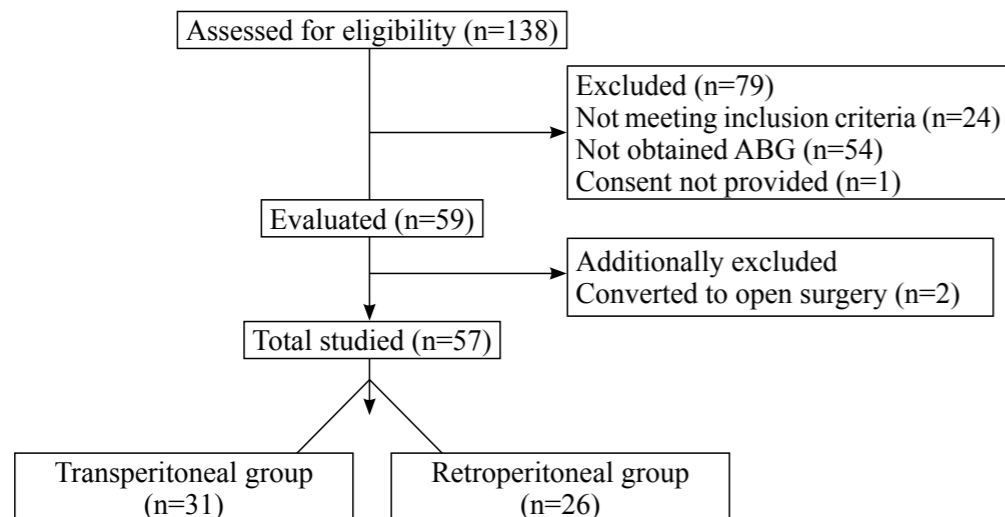 Assessed for eligibility (n=138)
Excluded (n=79)
Not meeting inclusion criteria (n=24)
Not obtained ABG (n=54)
Consent not provided (n=1)
Evaluated (n=59)
Additionally excluded
Converted to open surgery (n=2)
Total studied (n=57)
Transperitoneal group
(n=31)
Retroperitoneal group
(n=26)